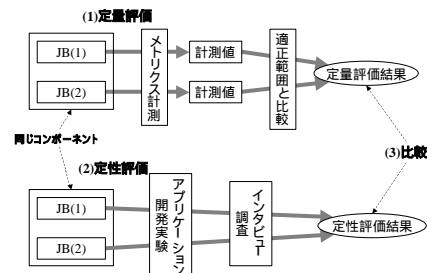 (1)定量評価
JB(1)
JB(2)
メトリクス計測
計測値
計測値
適正範囲と比較
定量評価結果
同じコンポーネント
(3)比較
(2)定性評価
JB(1)
JB(2)
アプリケーション
開発実験
インタビュー
調査
定性評価結果